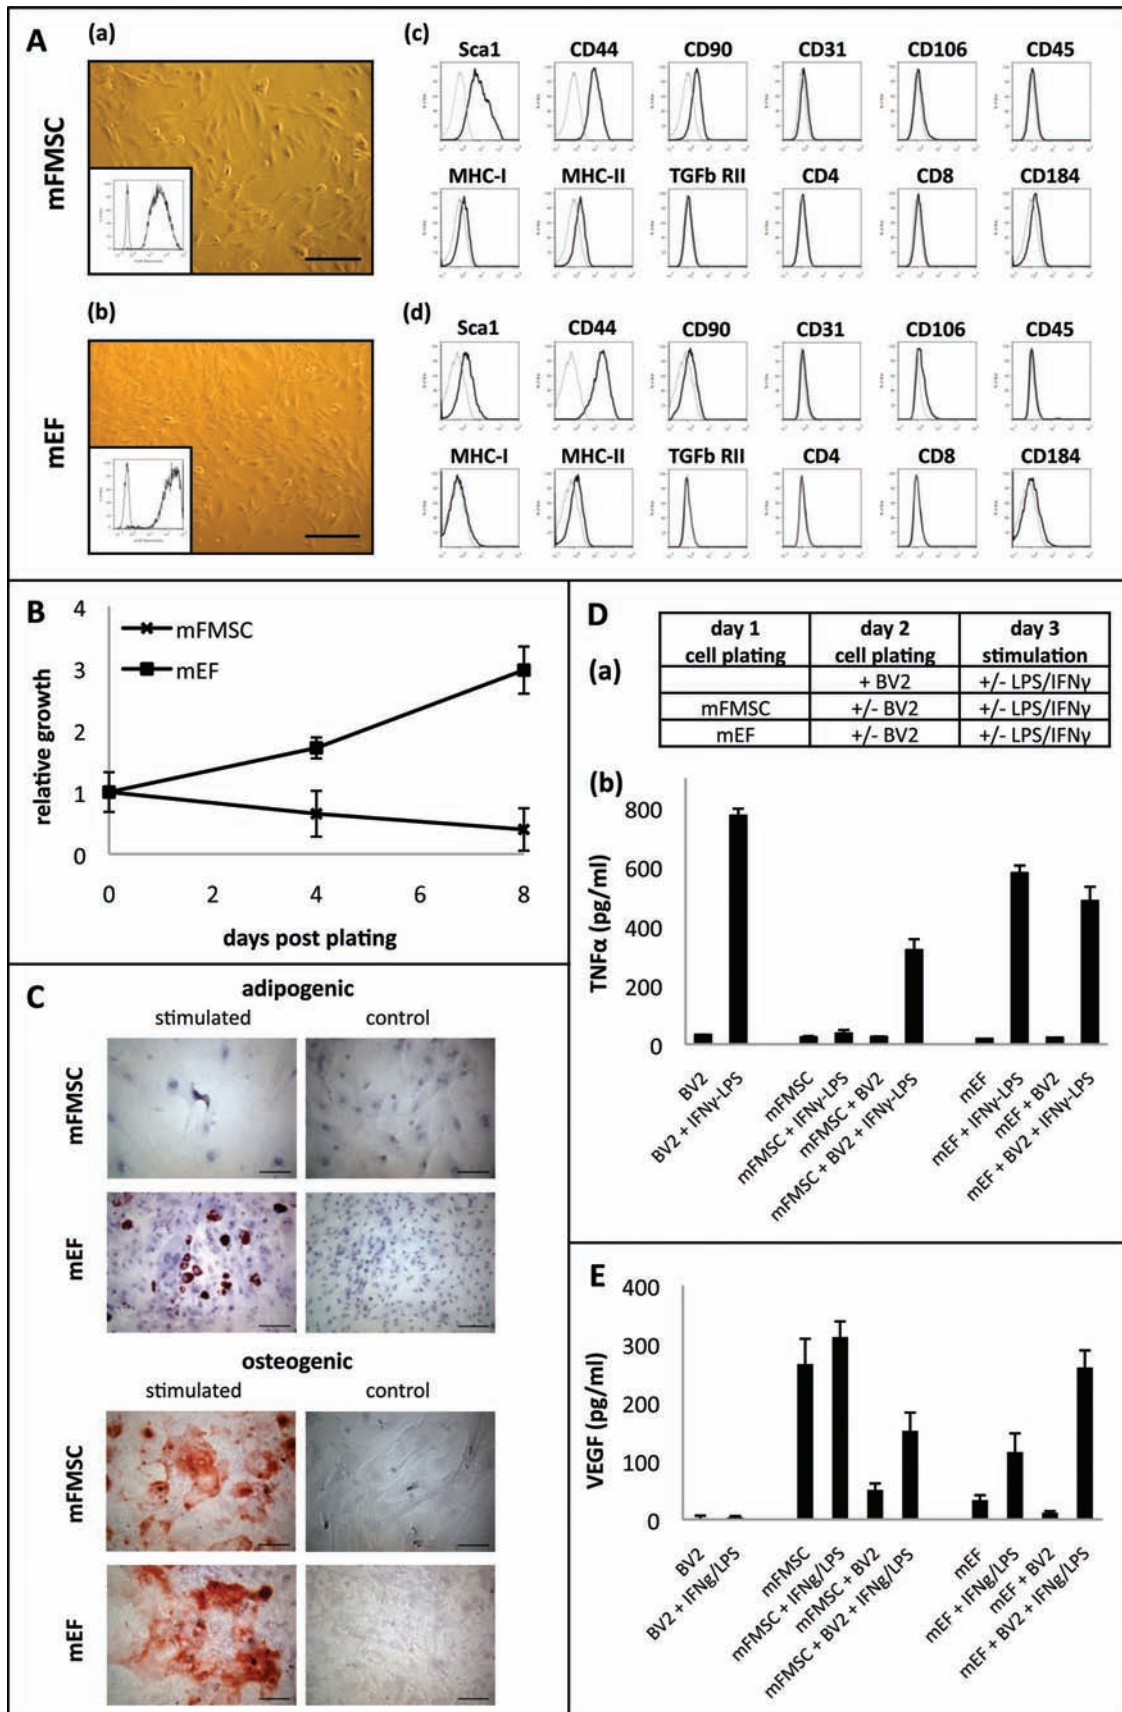 A
(a)
mFMSC
(b)
mEF
(c)
Sca1 CD44 CD90 CD31 CD106 CD45
MHC-I MHC-II TGFb RII CD4 CD8 CD184
(d)
Sca1 CD44 CD90 CD31 CD106 CD45
MHC-I MHC-II TGFb RII CD4 CD8 CD184
B
mFMSC
mEF
relative growth
4
3
2
1
0
0 2 4 6 8
days post plating
C
adipogenic
stimulated control
mFMSC
mEF
osteogenic
stimulated control
mFMSC
mEF
D
(a)
day 1 day 2 day 3
cell plating cell plating stimulation
+ BV2 +/- LPS/IFNγ
mFMSC +/- BV2 +/- LPS/IFNγ
mEF +/- BV2 +/- LPS/IFNγ
(b)
TNFα (pg/ml)
800
600
400
200
0
BV2
BV2 + IFNγ-LPS
mFMSC
mFMSC + IFNγ-LPS
mFMSC + BV2
mFMSC + BV2 + IFNγ-LPS
mEF
mEF + IFNγ-LPS
mEF + BV2
mEF + BV2 + IFNγ-LPS
E
VEGF (pg/ml)
400
300
200
100
0
BV2
BV2 + IFNg/LPS
mFMSC
mFMSC + IFNg/LPS
mFMSC + BV2
mFMSC + BV2 + IFNg/LPS
mEF
mEF + IFNg/LPS
mEF + BV2
mEF + BV2 + IFNg/LPS